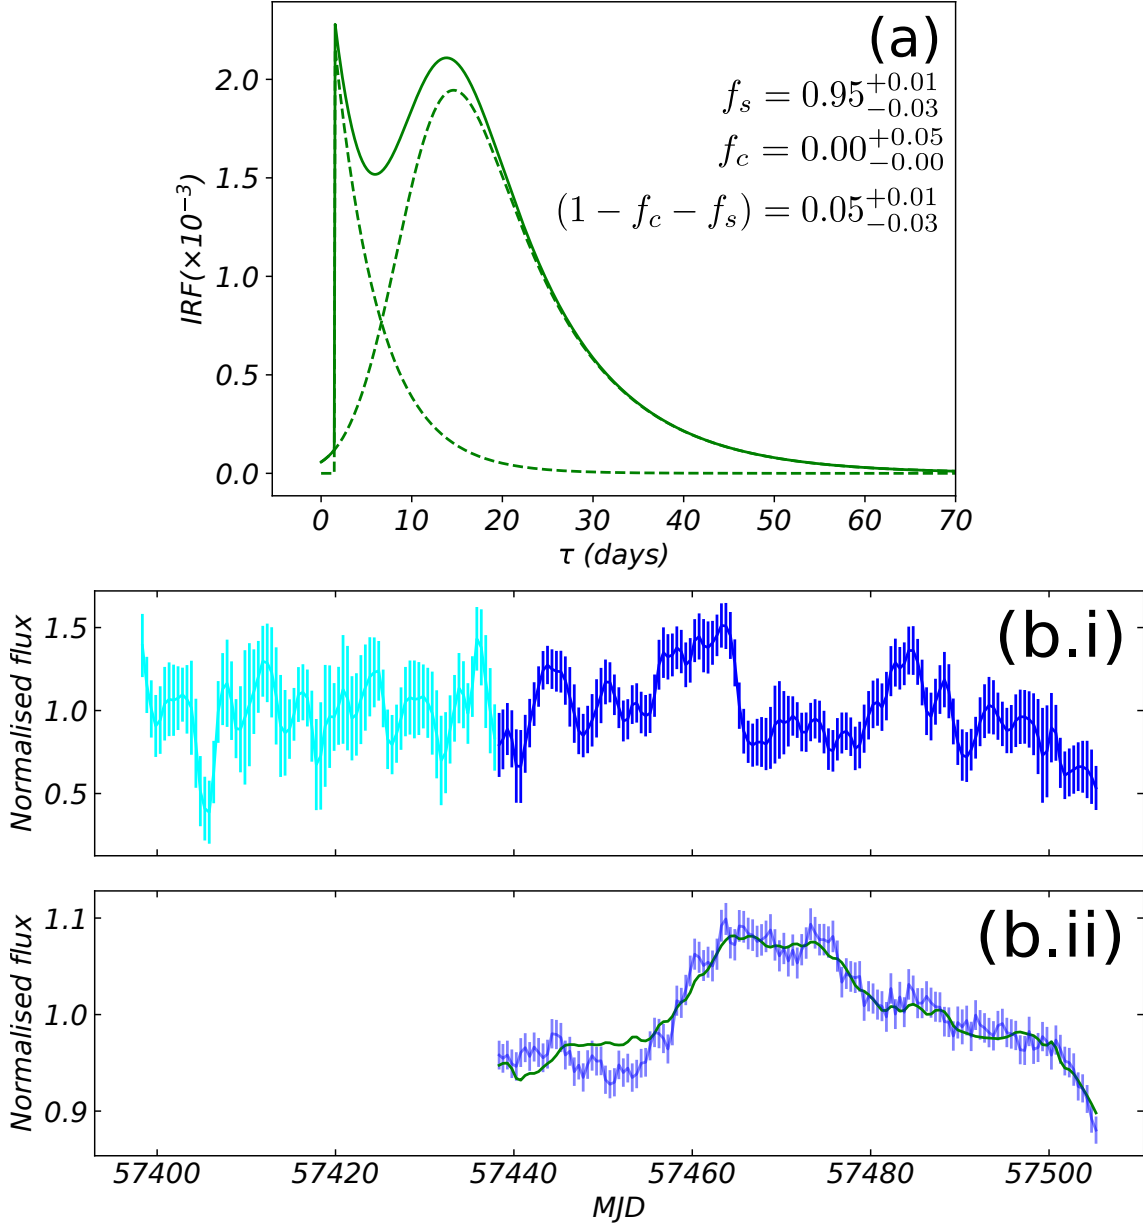 (a)
f_s = 0.95^{+0.01}_{-0.03}
f_c = 0.00^{+0.05}_{-0.00}
(1 − f_c − f_s) = 0.05^{+0.01}_{-0.03}
IRF(×10⁻³)
2.0
1.5
1.0
0.5
0.0
0 10 20 30 40 50 60 70
τ (days)
(b.i)
Normalised flux
1.5
1.0
0.5
(b.ii)
Normalised flux
1.1
1.0
0.9
57400 57420 57440 57460 57480 57500
MJD